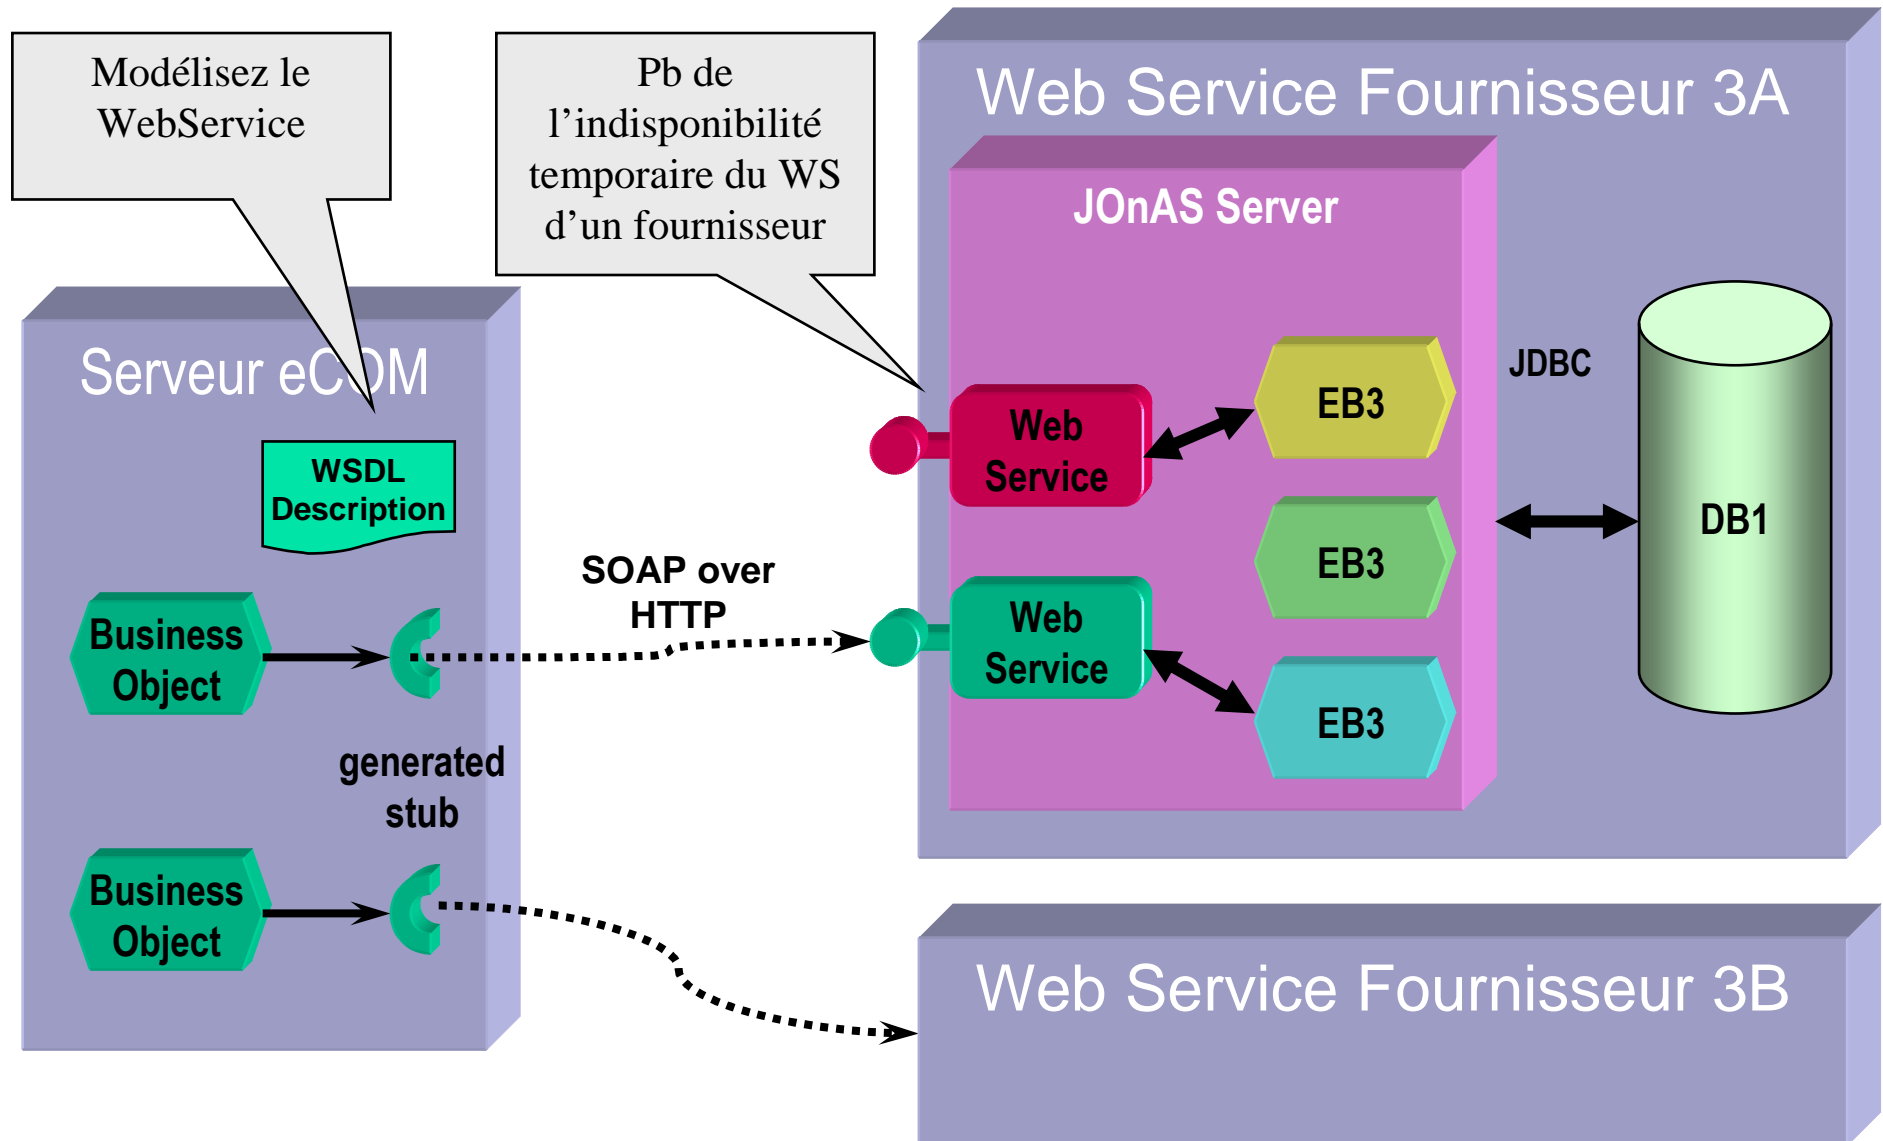 Modélisez le
WebService
Pb de
l’indisponibilité
temporaire du WS
d’un fournisseur
Web Service Fournisseur 3A
JOnAS Server
Serveur eCOM
WSDL
Description
Business
Object
generated
stub
Business
Object
SOAP over
HTTP
Web
Service
Web
Service
EB3
EB3
EB3
JDBC
DB1
Web Service Fournisseur 3B